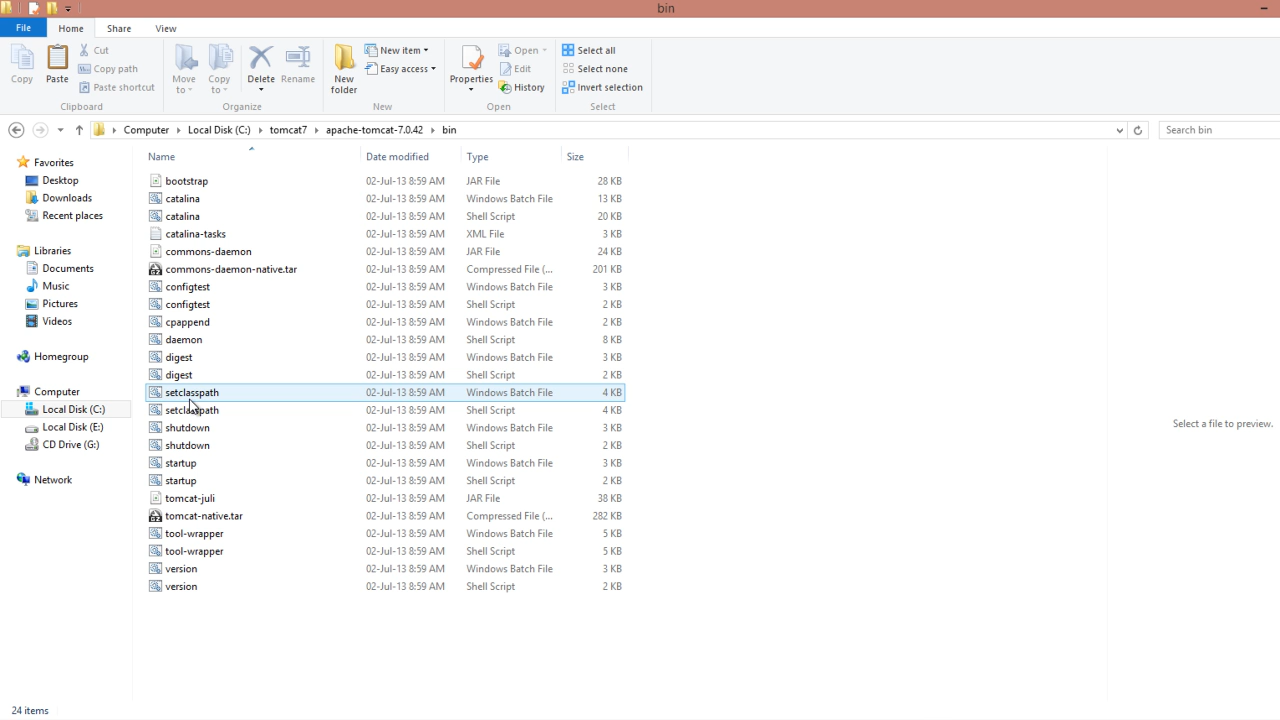 bin
File Home Share View
Copy Paste Cut Copy path Paste shortcut Move to Copy to Delete Rename New folder New item Easy access Properties Open Edit History Select all Select none Invert selection
Clipboard Organize New Open Select
Computer Local Disk (C:) tomcat7 apache-tomcat-7.0.42 bin Search bin
Favorites
Desktop
Downloads
Recent places
Libraries
Documents
Music
Pictures
Videos
Homegroup
Computer
Local Disk (C:)
Local Disk (E:)
CD Drive (G:)
Network
Name Date modified Type Size
bootstrap 02-Jul-13 8:59 AM JAR File 28 KB
catalina 02-Jul-13 8:59 AM Windows Batch File 13 KB
catalina 02-Jul-13 8:59 AM Shell Script 20 KB
catalina-tasks 02-Jul-13 8:59 AM XML File 3 KB
commons-daemon 02-Jul-13 8:59 AM JAR File 24 KB
commons-daemon-native.tar 02-Jul-13 8:59 AM Compressed File (... 201 KB
configtest 02-Jul-13 8:59 AM Windows Batch File 3 KB
configtest 02-Jul-13 8:59 AM Shell Script 2 KB
cpappend 02-Jul-13 8:59 AM Windows Batch File 2 KB
daemon 02-Jul-13 8:59 AM Shell Script 8 KB
digest 02-Jul-13 8:59 AM Windows Batch File 3 KB
digest 02-Jul-13 8:59 AM Shell Script 2 KB
setclasspath 02-Jul-13 8:59 AM Windows Batch File 4 KB
setclasspath 02-Jul-13 8:59 AM Shell Script 4 KB
shutdown 02-Jul-13 8:59 AM Windows Batch File 3 KB
shutdown 02-Jul-13 8:59 AM Shell Script 2 KB
startup 02-Jul-13 8:59 AM Windows Batch File 3 KB
startup 02-Jul-13 8:59 AM Shell Script 2 KB
tomcat-juli 02-Jul-13 8:59 AM JAR File 38 KB
tomcat-native.tar 02-Jul-13 8:59 AM Compressed File (... 282 KB
tool-wrapper 02-Jul-13 8:59 AM Windows Batch File 5 KB
tool-wrapper 02-Jul-13 8:59 AM Shell Script 5 KB
version 02-Jul-13 8:59 AM Windows Batch File 3 KB
version 02-Jul-13 8:59 AM Shell Script 2 KB
Select a file to preview.
24 items